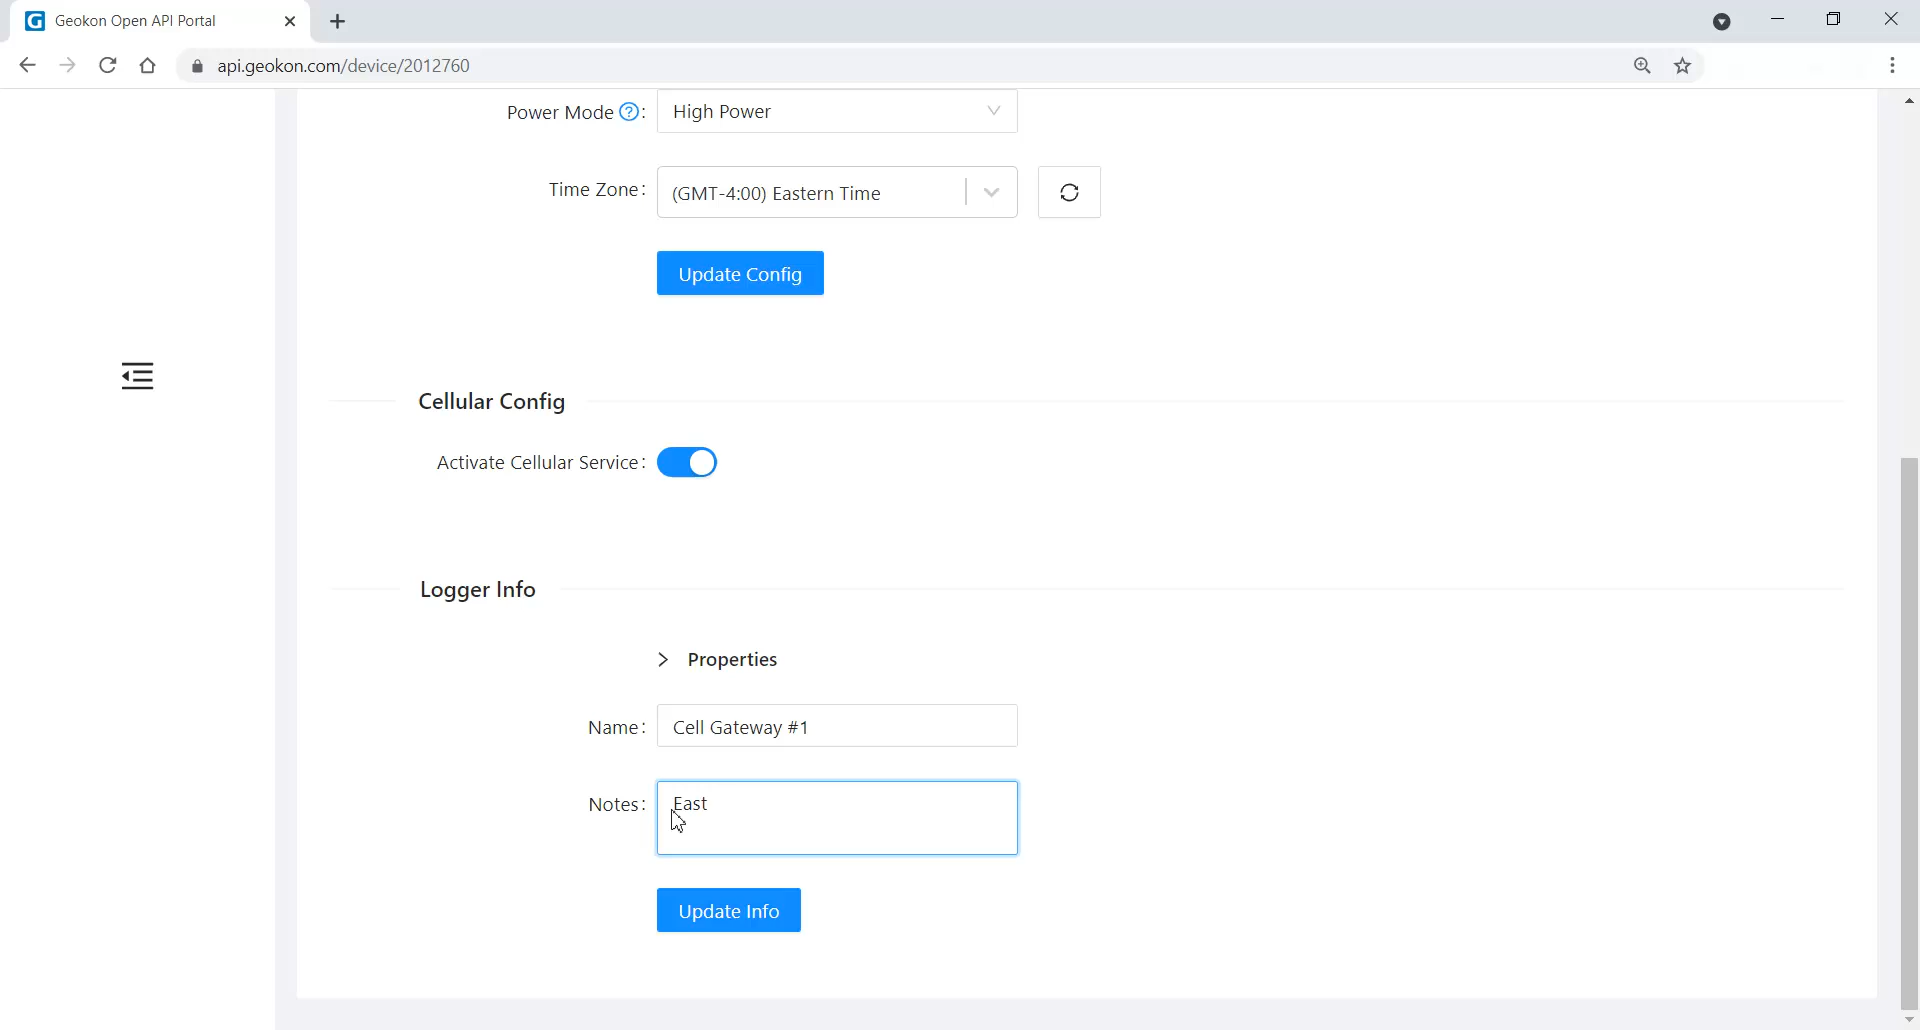 Geokon Open API Portal
api.geokon.com/device/2012760
Power Mode ? : High Power
Time Zone: (GMT-4:00) Eastern Time
Update Config
Cellular Config
Activate Cellular Service:
Logger Info
Properties
Name: Cell Gateway #1
Notes: East
Update Info